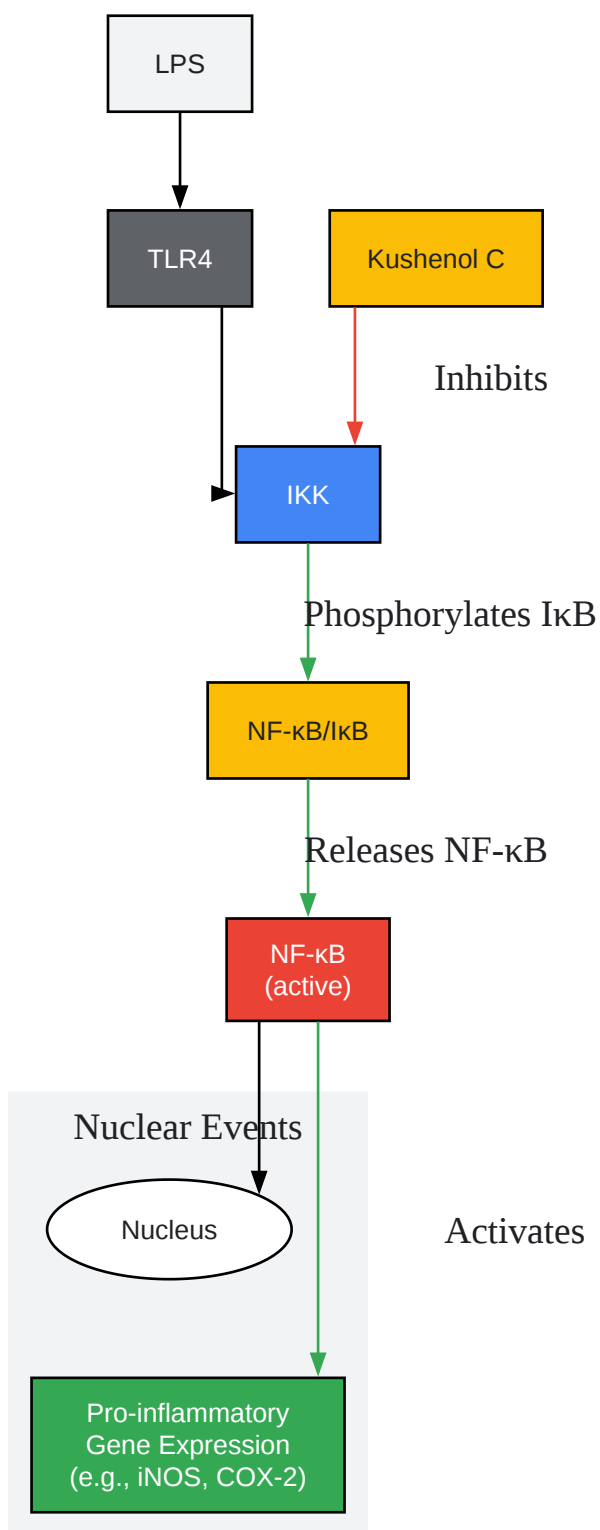 LPS
TLR4
Kushenol C
Inhibits
IKK
Phosphorylates IκB
NF-κB/IκB
Releases NF-κB
NF-κB
(active)
Nuclear Events
Nucleus
Activates
Pro-inflammatory
Gene Expression
(e.g., iNOS, COX-2)